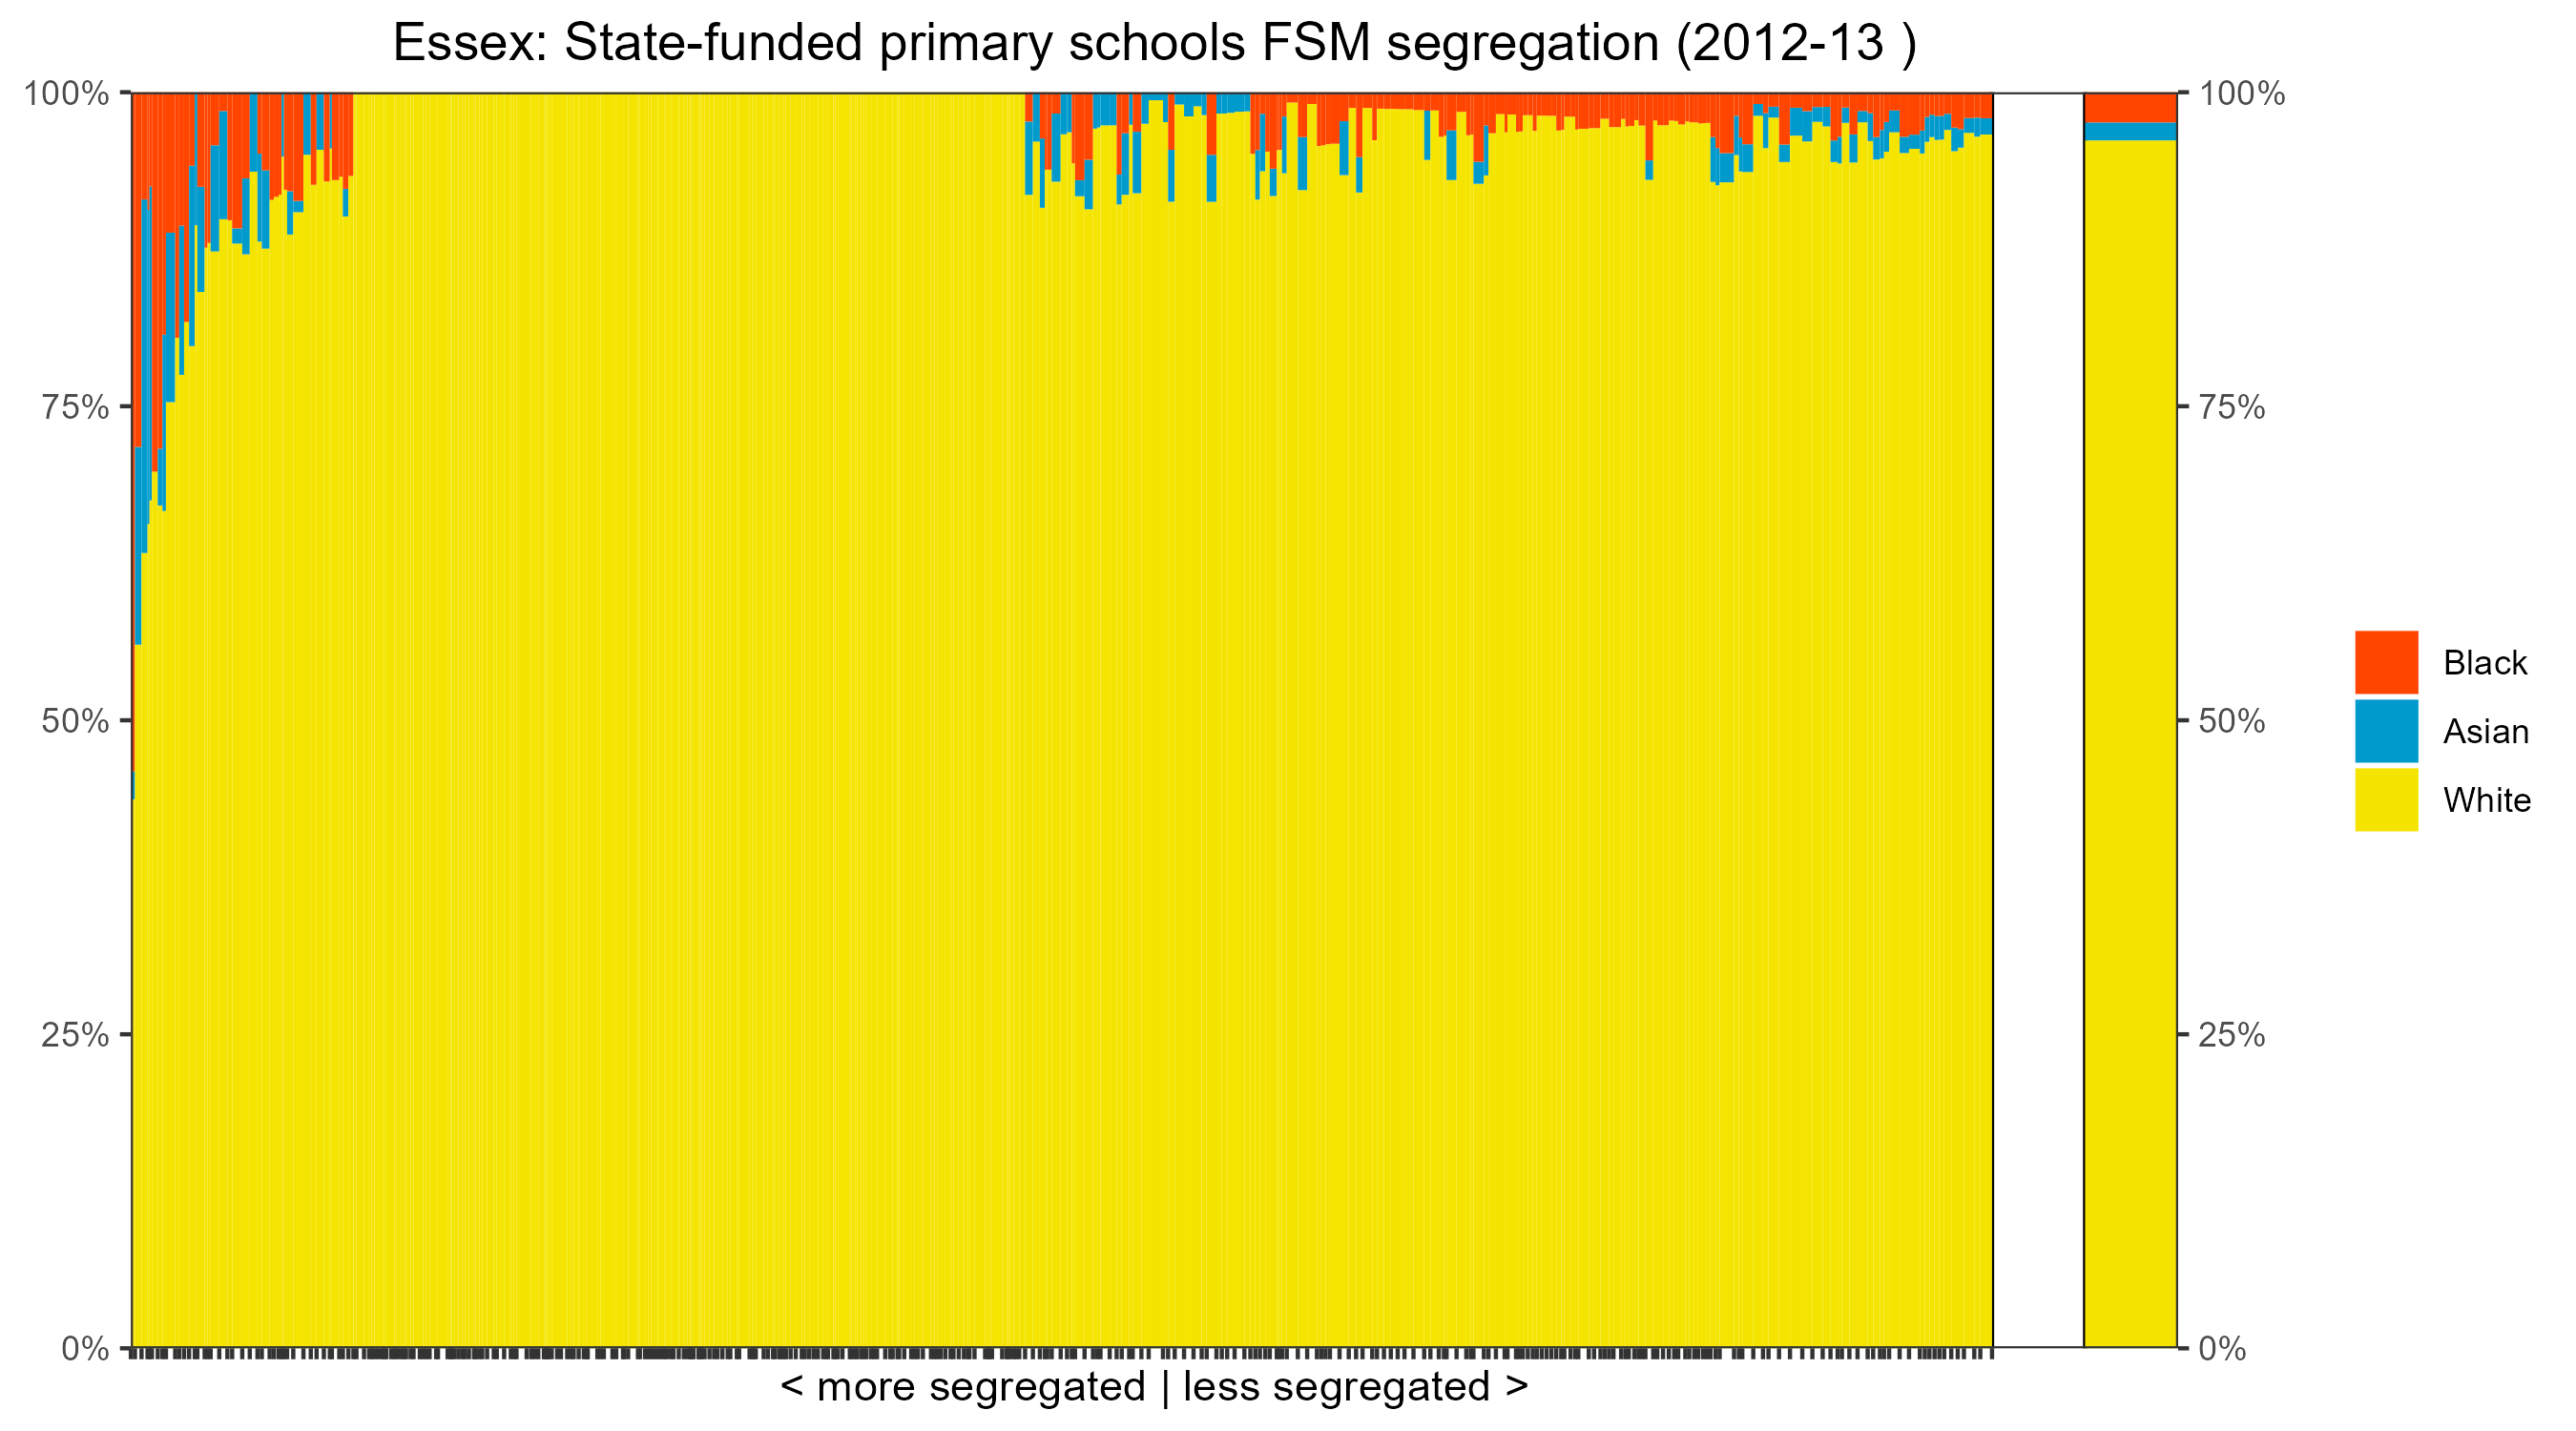 Essex: State-funded primary schools FSM segregation (2012-13 )
100%
75%
50%
25%
0%
100%
75%
50%
25%
0%
Black
Asian
White
< more segregated | less segregated >